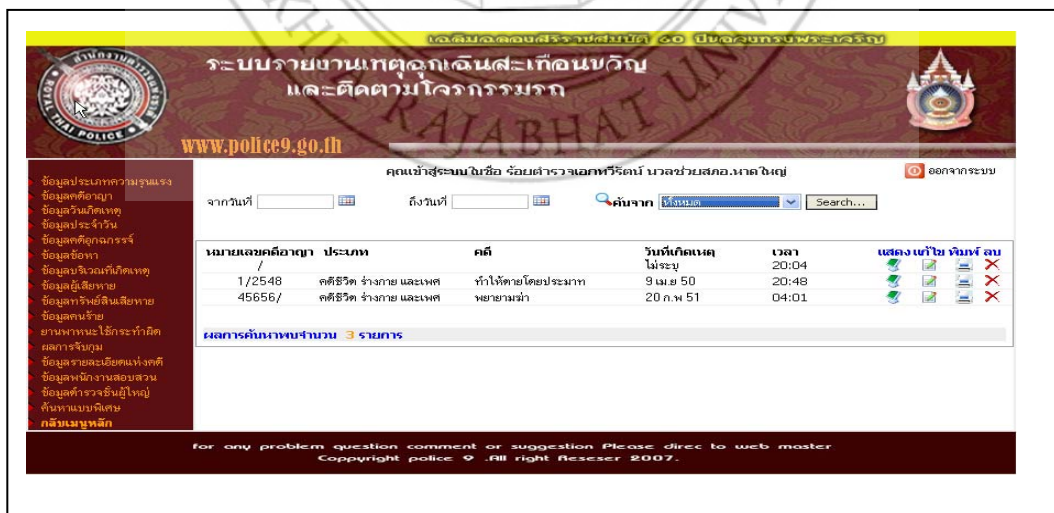 เฉลิมฉลองสิริราชสมบัติ 60 ปีของจุมทรงพระเจริญ
ระบบรายงานเหตุฉุกเฉินสะเทือนขวัญ
และติดตามโจรกรรมรถ
www.police9.go.th
THAI POLICE
RAJABHAT UNIVERSITY
คุณเข้าสู่ระบบในชื่อ ร้อยตำรวจเอกทวีรัตน์ นวลช่วยสภอ.หาดใหญ่
ออกจากระบบ
จากวันที่ ถึงวันที่ ค้นจาก ทั้งหมด Search...
ข้อมูลประเภทความรุนแรง
ข้อมูลคดีอาญา
ข้อมูลวันเกิดเหตุ
ข้อมูลประจำวัน
ข้อมูลคดีอุกฉกรรจ์
ข้อมูลข้อหา
ข้อมูลบริเวณที่เกิดเหตุ
ข้อมูลผู้เสียหาย
ข้อมูลทรัพย์สินเสียหาย
ข้อมูลคนร้าย
ยานพาหนะใช้กระทำผิด
ผลการจับกุม
ข้อมูลรายละเอียดแห่งคดี
ข้อมูลพนักงานสอบสวน
ข้อมูลตำรวจชั้นผู้ใหญ่
ค้นหาแบบพิเศษ
กลับเมนูหลัก
หมายเลขคดีอาญา ประเภท คดี วันที่เกิดเหตุ เวลา แสดง แก้ไข พิมพ์ ลบ
/ ไม่ระบุ 20:04
1/2548 คดีชีวิต ร่างกาย และเพศ ทำให้ตายโดยประมาท 9 เม.ย 50 20:48
45656/ คดีชีวิต ร่างกาย และเพศ พยายามฆ่า 20 ก.พ 51 04:01
ผลการค้นหาพบจำนวน 3 รายการ
for any problem question comment or suggestion Please direc to web master
Coppyright police 9 .All right Reseser 2007.